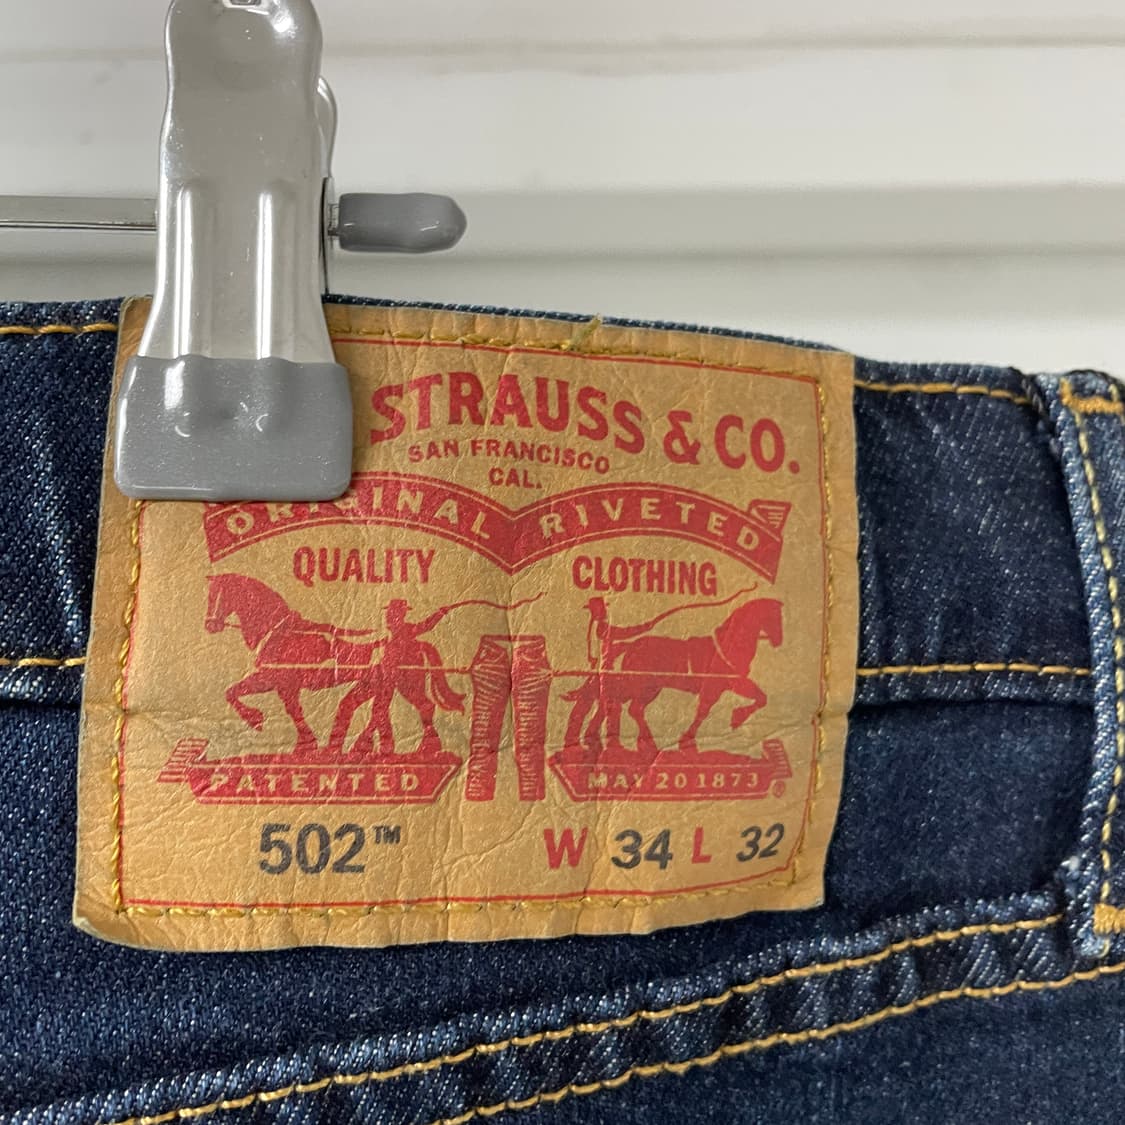 STRAUSS & CO.
SAN FRANCISCO
CAL.
ORIGINAL RIVETED
QUALITY CLOTHING
PATENTED MAY 20 1873 ®
502™ W 34 L 32